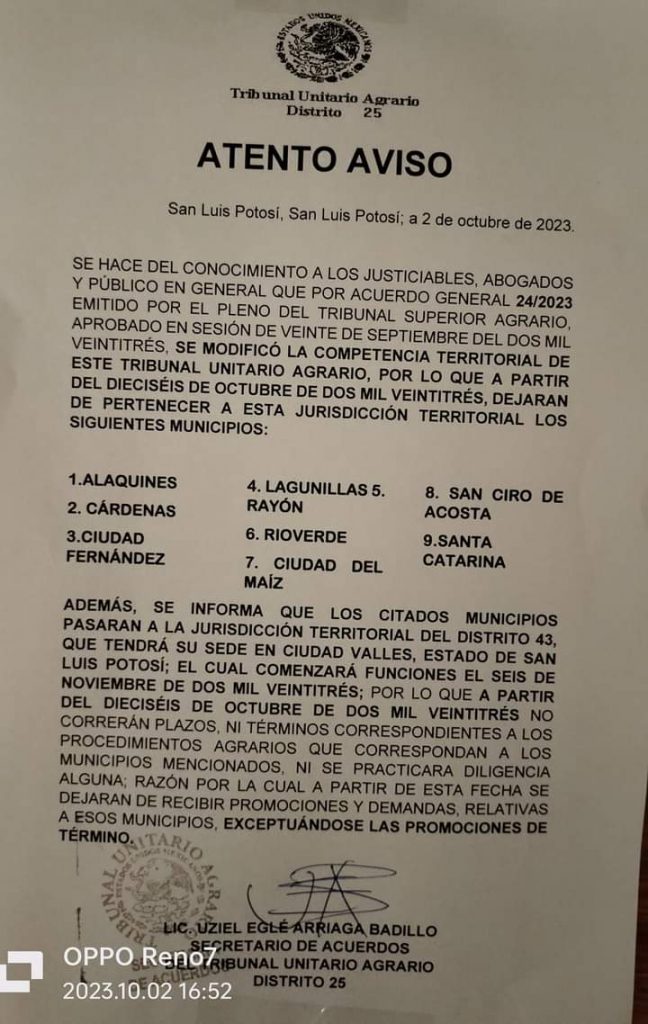 ESTADOS UNIDOS MEXICANOS
Tribunal Unitario Agrario
Distrito 25
ATENTO AVISO
San Luis Potosí, San Luis Potosí; a 2 de octubre de 2023.
SE HACE DEL CONOCIMIENTO A LOS JUSTICIABLES, ABOGADOS
Y PÚBLICO EN GENERAL QUE POR ACUERDO GENERAL 24/2023
EMITIDO POR EL PLENO DEL TRIBUNAL SUPERIOR AGRARIO,
APROBADO EN SESIÓN DE VEINTE DE SEPTIEMBRE DEL DOS MIL
VEINTITRÉS, SE MODIFICÓ LA COMPETENCIA TERRITORIAL DE
ESTE TRIBUNAL UNITARIO AGRARIO, POR LO QUE A PARTIR
DEL DIECISÉIS DE OCTUBRE DE DOS MIL VEINTITRÉS, DEJARAN
DE PERTENECER A ESTA JURISDICCIÓN TERRITORIAL LOS
SIGUIENTES MUNICIPIOS:
1.ALAQUINES
2. CÁRDENAS
3.CIUDAD
FERNÁNDEZ
4. LAGUNILLAS 5.
RAYÓN
6. RIOVERDE
7. CIUDAD DEL
MAÍZ
8. SAN CIRO DE
ACOSTA
9.SANTA
CATARINA
ADEMÁS, SE INFORMA QUE LOS CITADOS MUNICIPIOS
PASARAN A LA JURISDICCIÓN TERRITORIAL DEL DISTRITO 43,
QUE TENDRÁ SU SEDE EN CIUDAD VALLES, ESTADO DE SAN
LUIS POTOSÍ; EL CUAL COMENZARÁ FUNCIONES EL SEIS DE
NOVIEMBRE DE DOS MIL VEINTITRÉS; POR LO QUE A PARTIR
DEL DIECISÉIS DE OCTUBRE DE DOS MIL VEINTITRÉS NO
CORRERÁN PLAZOS, NI TÉRMINOS CORRESPONDIENTES A LOS
PROCEDIMIENTOS AGRARIOS QUE CORRESPONDAN A LOS
MUNICIPIOS MENCIONADOS, NI SE PRACTICARA DILIGENCIA
ALGUNA; RAZÓN POR LA CUAL A PARTIR DE ESTA FECHA SE
DEJARAN DE RECIBIR PROMOCIONES Y DEMANDAS, RELATIVAS
A ESOS MUNICIPIOS, EXCEPTUÁNDOSE LAS PROMOCIONES DE
TÉRMINO.
TRIBUNAL UNITARIO AGRARIO
LIC. UZIEL EGLÉ ARRIAGA BADILLO
SECRETARIO DE ACUERDOS
DEL TRIBUNAL UNITARIO AGRARIO
DISTRITO 25
DE ACUERDOS
OPPO Reno7
2023.10.02 16:52